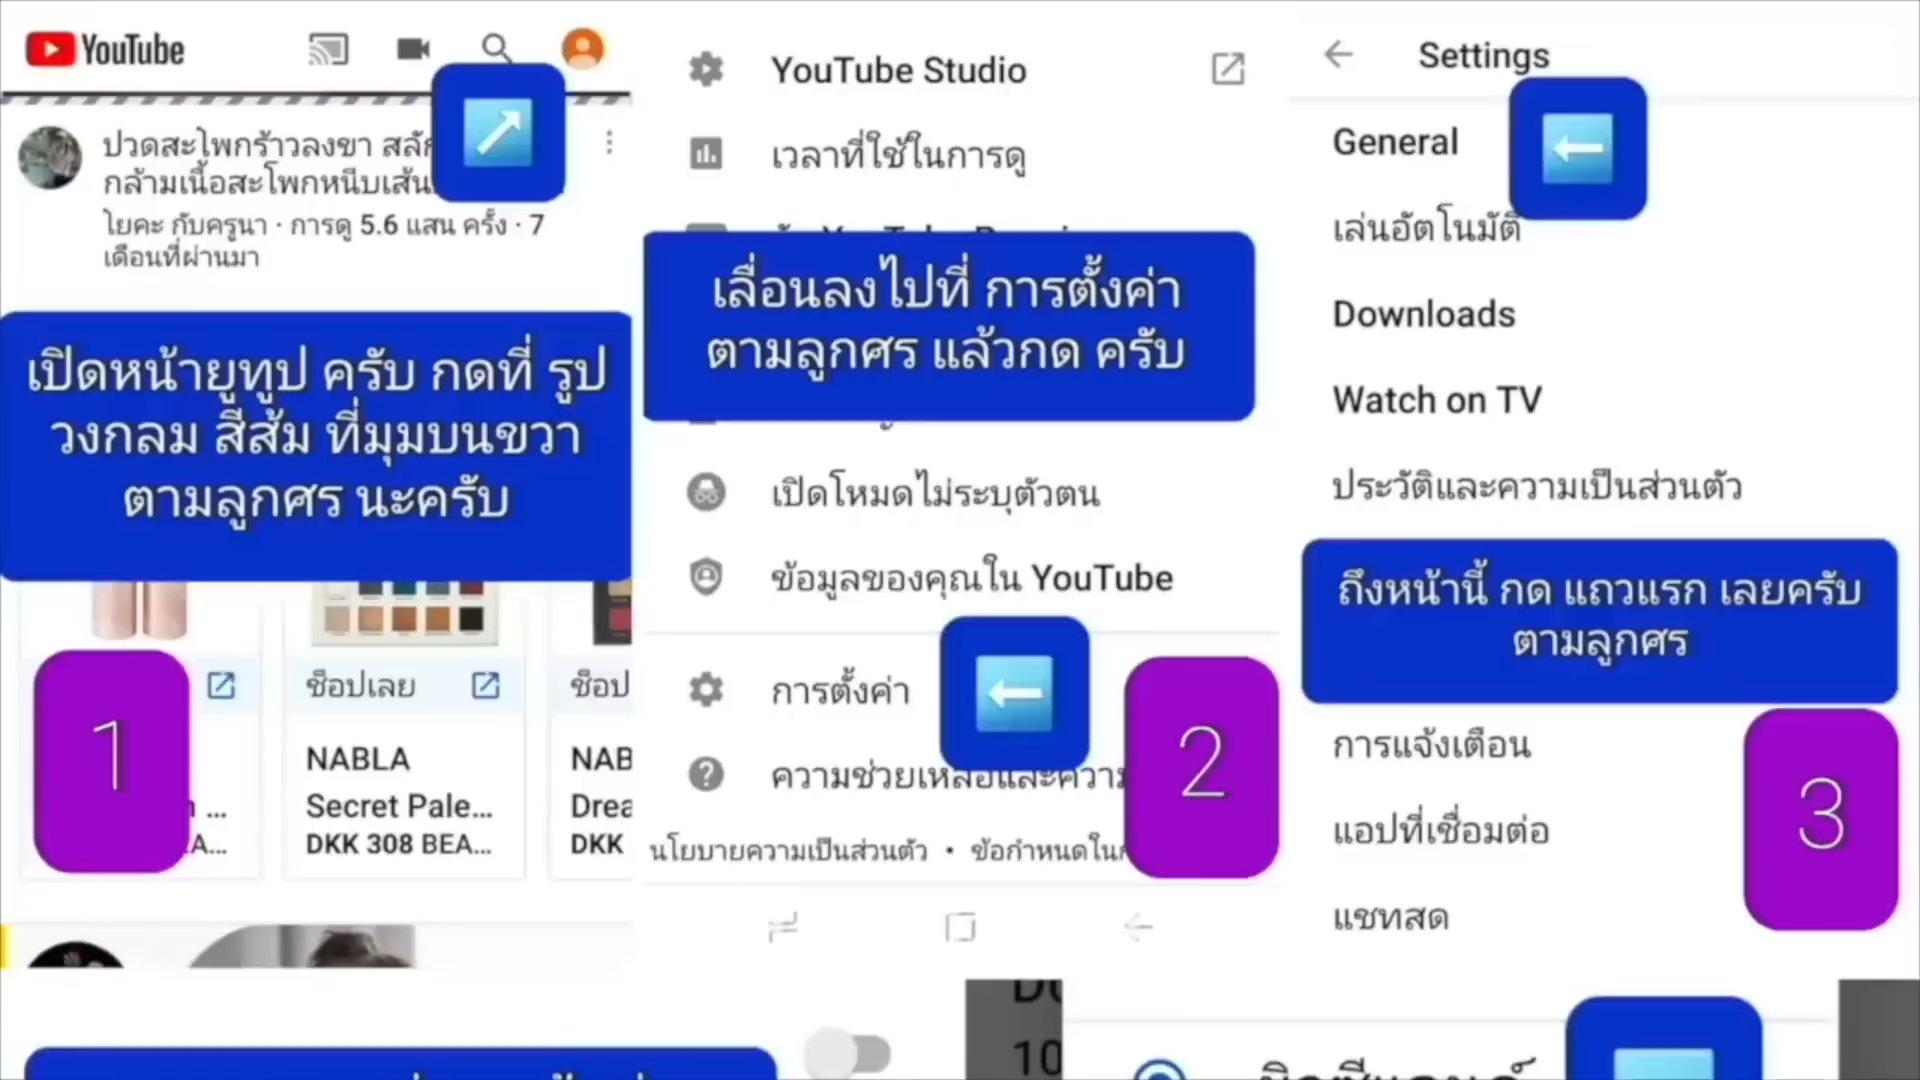 YouTube
ปวดสะโพกร้าวลงขา
กล้ามเนื้อสะโพกหนีบเส้น
โยคะ กับครูนา · การดู 5.6 แสน ครั้ง · 7
เดือนที่ผ่านมา
เปิดหน้ายูทูป ครับ กดที่ รูป
วงกลม สีส้ม ที่มุมบนขวา
ตามลูกศร นะครับ
ช็อปเลย
ช็อป
1
NABLA
Secret Pale...
DKK 308 BEA...
NAB
Drea
DKK
YouTube Studio
เวลาที่ใช้ในการดู
เลื่อนลงไปที่ การตั้งค่า
ตามลูกศร แล้วกด ครับ
เปิดโหมดไม่ระบุตัวตน
ข้อมูลของคุณใน YouTube
การตั้งค่า
ความช่วยเหลือและความ
2
นโยบายความเป็นส่วนตัว •
Settings
General
เล่นอัตโนมัติ
Downloads
Watch on TV
ประวัติและความเป็นส่วนตัว
ถึงหน้านี้ กด แถวแรก เลยครับ
ตามลูกศร
การแจ้งเตือน
แอปที่เชื่อมต่อ
แชทสด
3
10